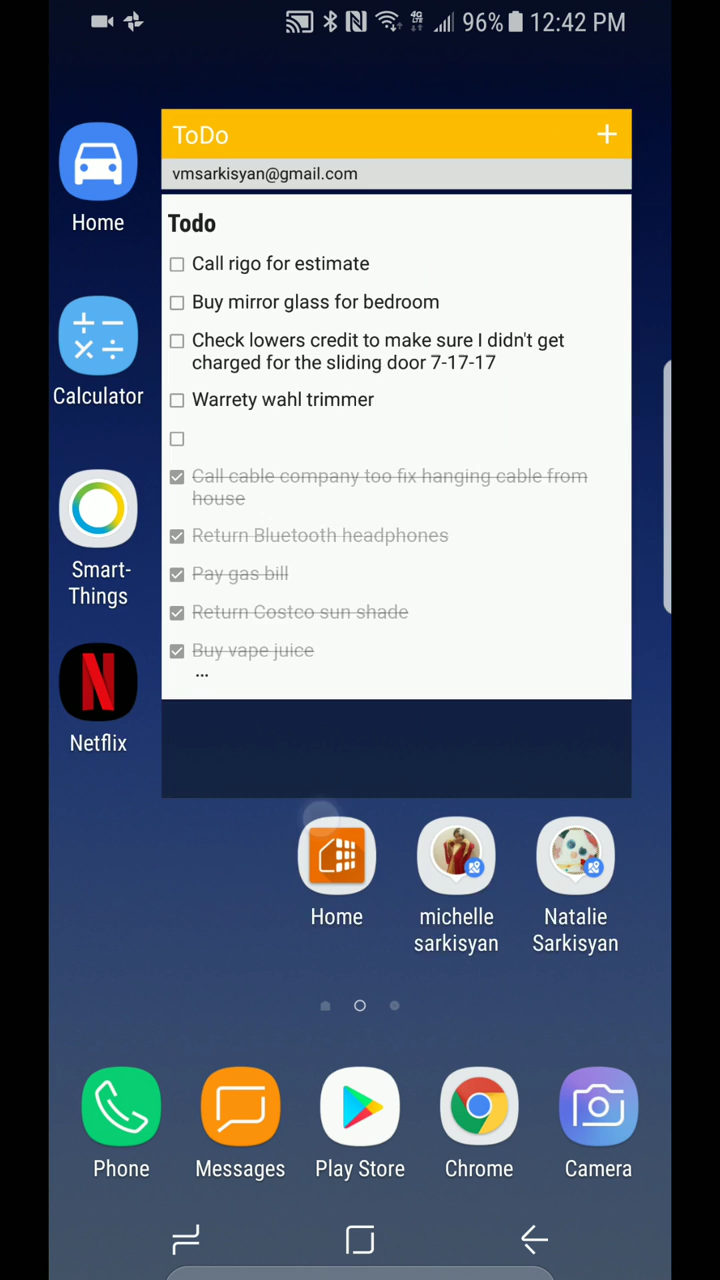 4G
LTE
96%
12:42 PM
ToDo
vmsarkisyan@gmail.com
Todo
Call rigo for estimate
Buy mirror glass for bedroom
Check lowers credit to make sure I didn't get
charged for the sliding door 7-17-17
Warrety wahl trimmer
Call cable company too fix hanging cable from
house
Return Bluetooth headphones
Pay gas bill
Return Costco sun shade
Buy vape juice
...
Home
Calculator
Smart-
Things
N
Netflix
Home
michelle
sarkisyan
Natalie
Sarkisyan
Phone
Messages
Play Store
Chrome
Camera